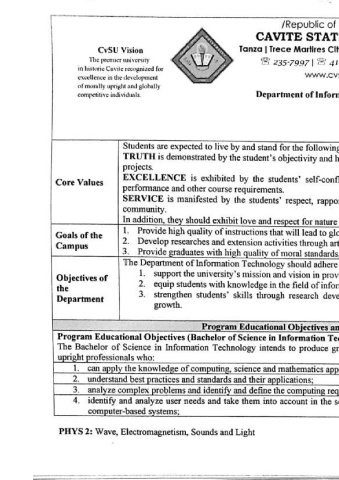 /Republic of
CAVITE STAT
Tanza | Trece Martires Cit
☏ 235-7997 | ☏ 41
www.cvs
Department of Inform
CvSU Vision
The premier university
in historic Cavite recognized for
excellence in the development
of morally upright and globally
competitive individuals.
Core Values
Students are expected to live by and stand for the following
TRUTH is demonstrated by the student's objectivity and h
projects.
EXCELLENCE is exhibited by the students' self-confi
performance and other course requirements.
SERVICE is manifested by the students' respect, rappo
community.
In addition, they should exhibit love and respect for nature
Goals of the
Campus
1. Provide high quality of instructions that will lead to glo
2. Develop researches and extension activities through art
3. Provide graduates with high quality of moral standards,
Objectives of
the
Department
The Department of Information Technology should adhere
1. support the university's mission and vision in prov
2. equip students with knowledge in the field of infor
3. strengthen students' skills through research deve
growth.
Program Educational Objectives an
Program Educational Objectives (Bachelor of Science in Information Tec
The Bachelor of Science in Information Technology intends to produce gr
upright professionals who:
1. can apply the knowledge of computing, science and mathematics app
2. understand best practices and standards and their applications;
3. analyze complex problems and identify and define the computing req
4. identify and analyze user needs and take them into account in the s
computer-based systems;
PHYS 2: Wave, Electromagnetism, Sounds and Light